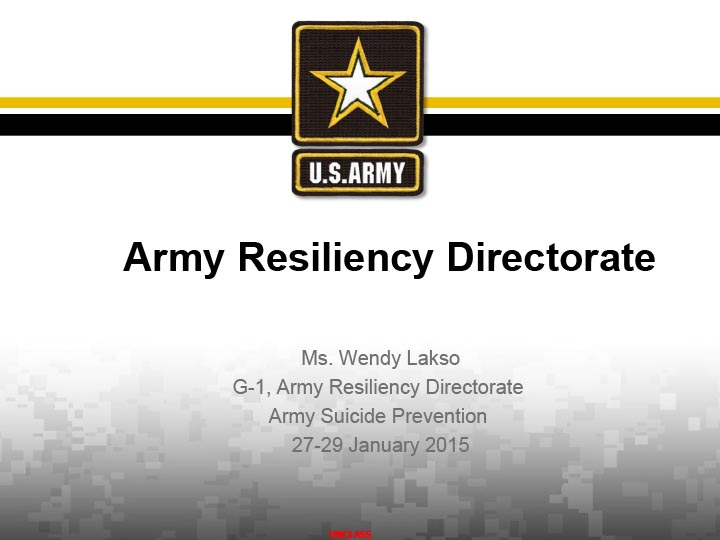 U.S.ARMY
Army Resiliency Directorate
Ms. Wendy Lakso
G-1, Army Resiliency Directorate
Army Suicide Prevention
27-29 January 2015
UNCLASS